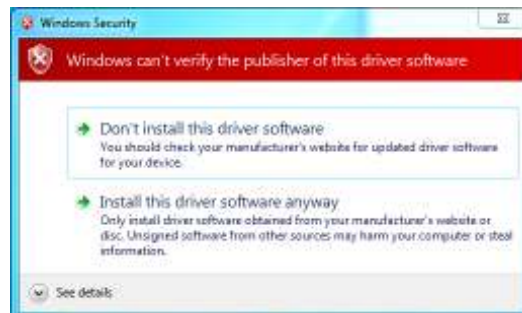 Windows Security
Windows can't verify the publisher of this driver software
Don't install this driver software
You should check your manufacturer's website for updated driver software
for your device.
Install this driver software anyway
Only install driver software obtained from your manufacturer's website or
disc. Unsigned software from other sources may harm your computer or steal
information.
See details